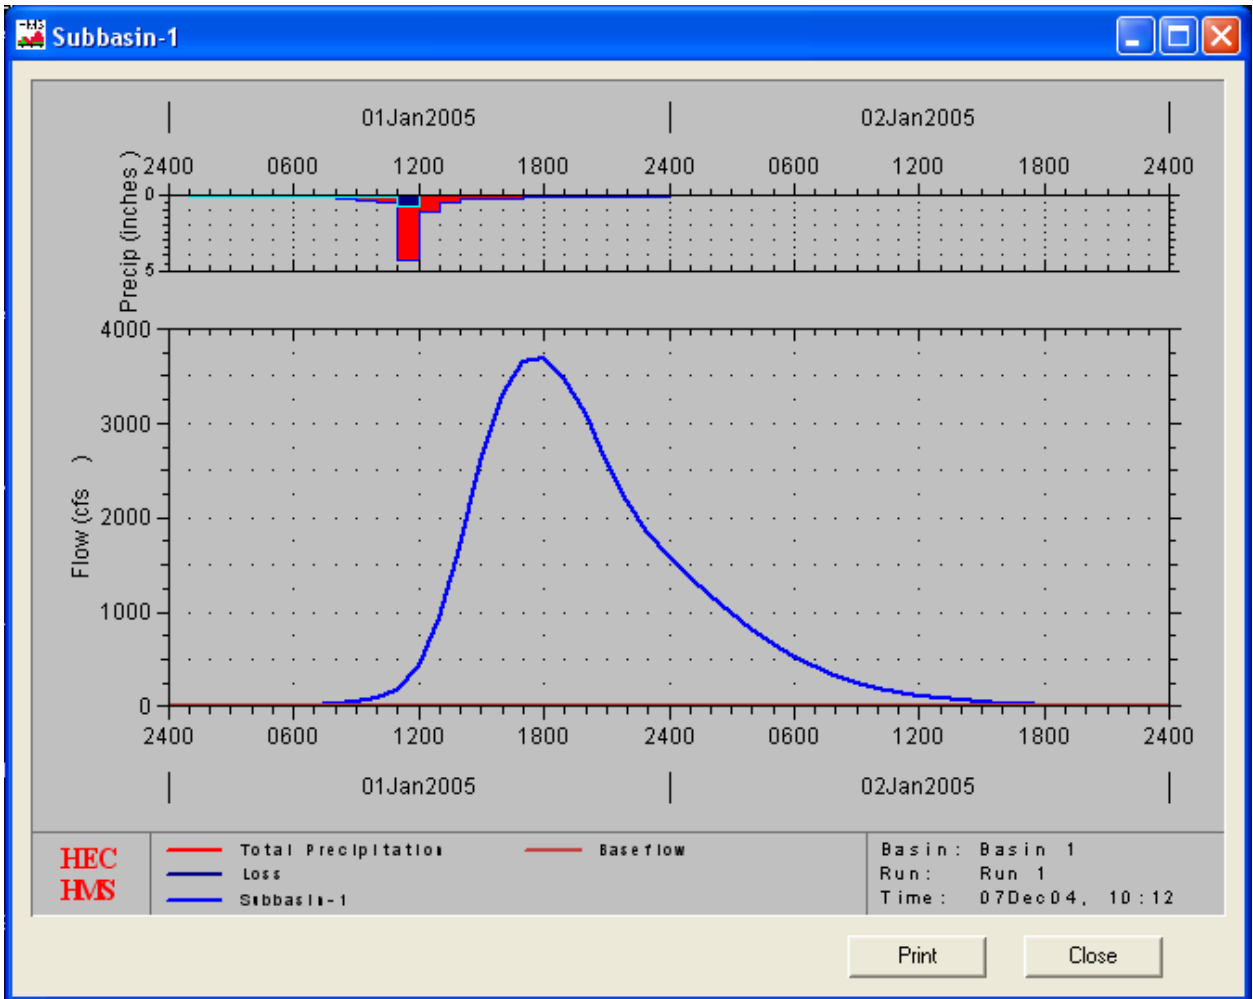 Subbasin-1
01Jan2005 02Jan2005
2400 0600 1200 1800 2400 0600 1200 1800 2400
0
Precip (inches )
5
4000
3000
Flow (cfs )
2000
1000
0
2400 0600 1200 1800 2400 0600 1200 1800 2400
01Jan2005 02Jan2005
HEC
HMS
Total Precipitation Baseflow
Loss
Subbasin-1
Basin: Basin 1
Run: Run 1
Time: 07Dec04, 10:12
Print Close